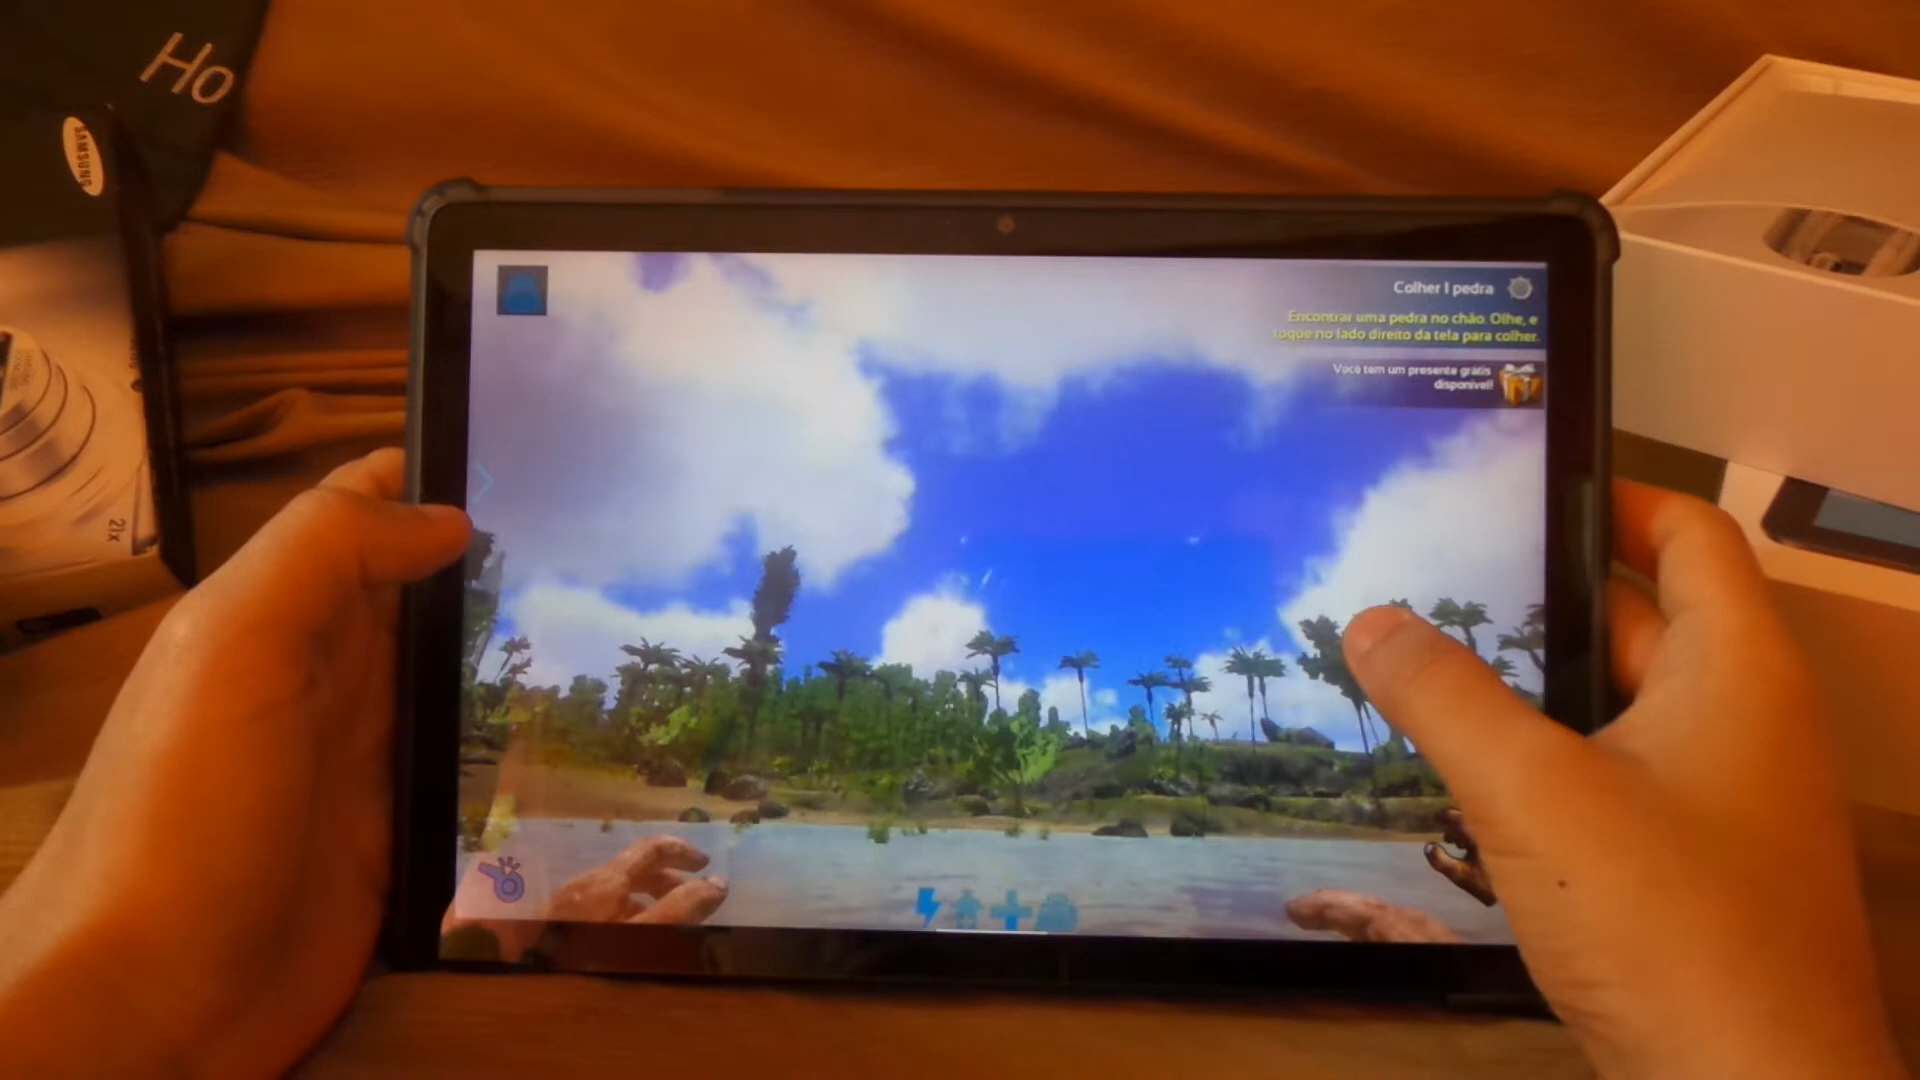 Ho
SAMSUNG
21x
Colher 1 pedra
Encontrar uma pedra no chão. Olhe, e
toque no lado direito da tela para colher.
Você tem um presente grátis
disponível!